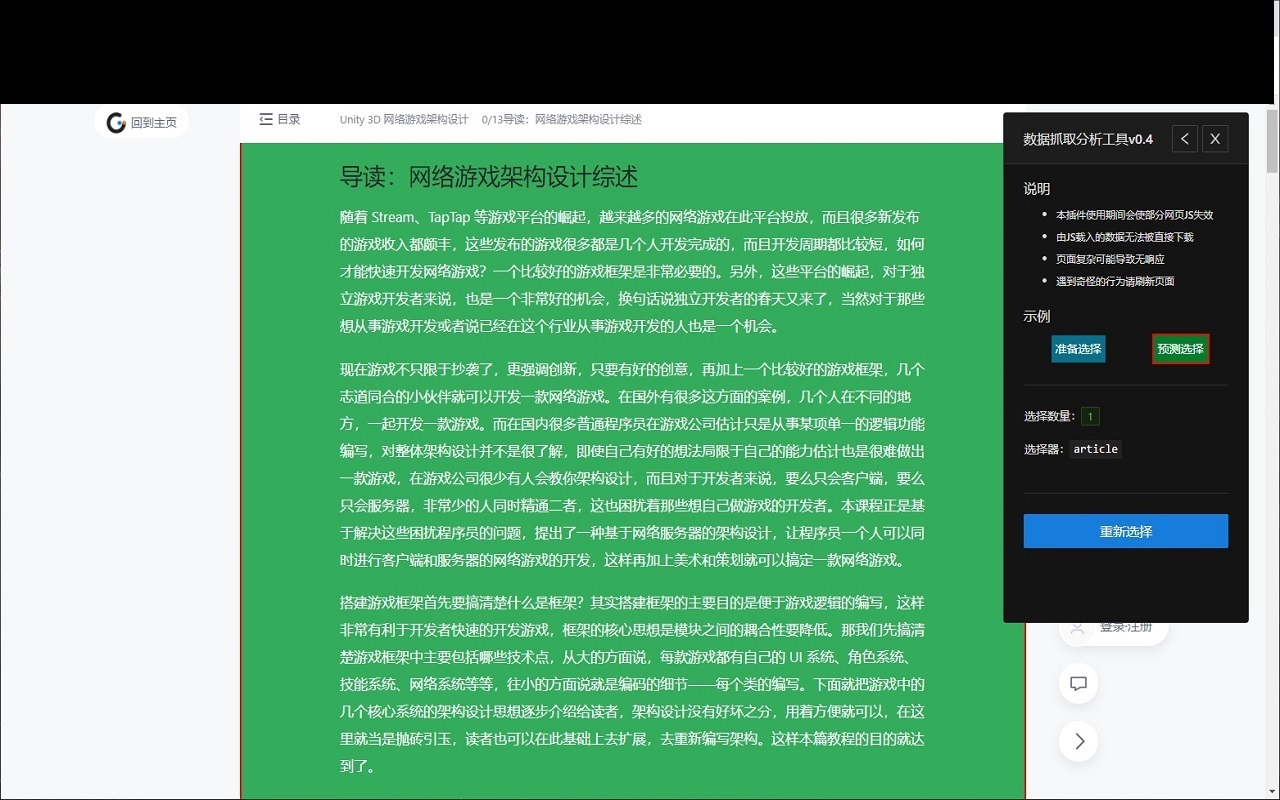 回到主页
目录
Unity 3D 网络游戏架构设计 0/13导读：网络游戏架构设计综述
导读：网络游戏架构设计综述
随着 Stream、TapTap 等游戏平台的崛起，越来越多的网络游戏在此平台投放，而且很多新发布
的游戏收入都颇丰，这些发布的游戏很多都是几个人开发完成的，而且开发周期都比较短，如何
才能快速开发网络游戏？一个比较好的游戏框架是非常必要的。另外，这些平台的崛起，对于独
立游戏开发者来说，也是一个非常好的机会，换句话说独立开发者的春天又来了，当然对于那些
想从事游戏开发或者说已经在这个行业从事游戏开发的人也是一个机会。
现在游戏不只限于抄袭了，更强调创新，只要有好的创意，再加上一个比较好的游戏框架，几个
志道同合的小伙伴就可以开发一款网络游戏。在国外有很多这方面的案例，几个人在不同的地
方，一起开发一款游戏。而在国内很多普通程序员在游戏公司估计只是从事某项单一的逻辑功能
编写，对整体架构设计并不是很了解，即使自己有好的想法局限于自己的能力估计也是很难做出
一款游戏，在游戏公司很少有人会教你架构设计，而且对于开发者来说，要么只会客户端，要么
只会服务器，非常少的人同时精通二者，这也困扰着那些想自己做游戏的开发者。本课程正是基
于解决这些困扰程序员的问题，提出了一种基于网络服务器的架构设计，让程序员一个人可以同
时进行客户端和服务器的网络游戏的开发，这样再加上美术和策划就可以搞定一款网络游戏。
搭建游戏框架首先要搞清楚什么是框架？其实搭建框架的主要目的是便于游戏逻辑的编写，这样
非常有利于开发者快速的开发游戏，框架的核心思想是模块之间的耦合性要降低。那我们先搞清
楚游戏框架中主要包括哪些技术点，从大的方面说，每款游戏都有自己的 UI 系统、角色系统、
技能系统、网络系统等等，往小的方面说就是编码的细节——每个类的编写。下面就把游戏中的
几个核心系统的架构设计思想逐步介绍给读者，架构设计没有好坏之分，用着方便就可以，在这
里就当是抛砖引玉，读者也可以在此基础上去扩展，去重新编写架构。这样本篇教程的目的就达
到了。
数据抓取分析工具v0.4
说明
本插件使用期间会使部分网页JS失效
由JS载入的数据无法被直接下载
页面复杂可能导致无响应
遇到奇怪的行为请刷新页面
示例
准备选择 预测选择
选择数量： 1
选择器： article
重新选择
登录·注册